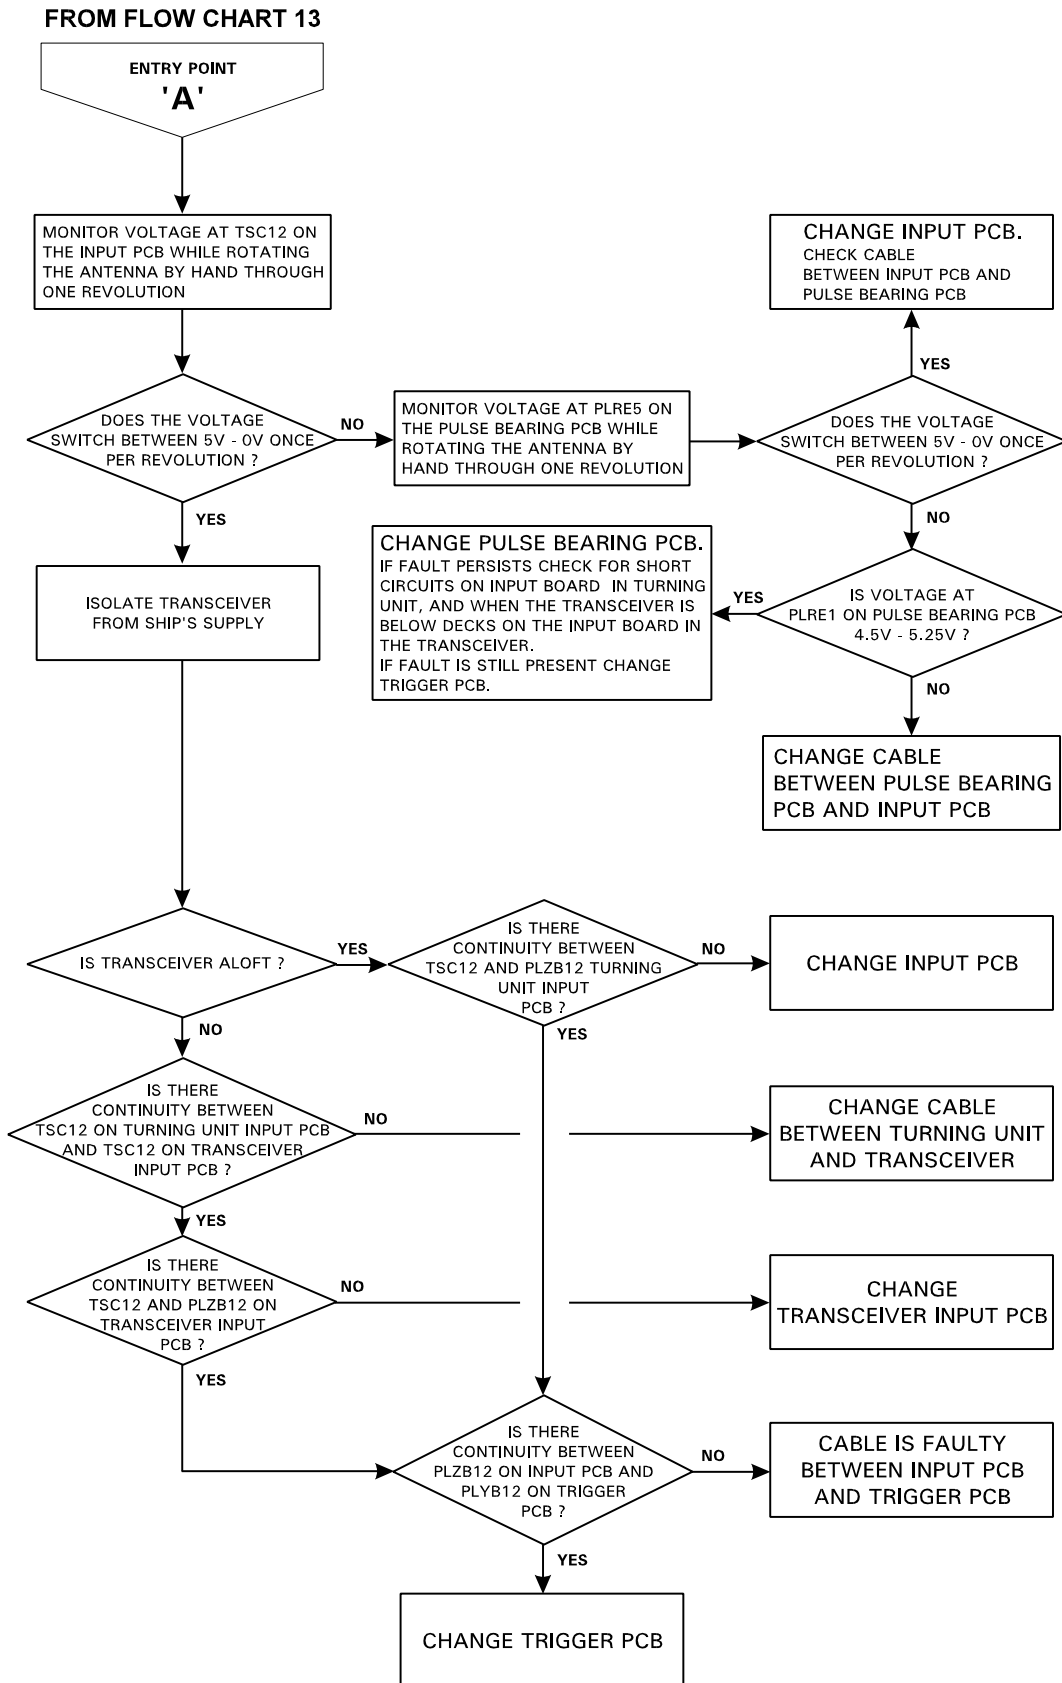 FROM FLOW CHART 13
ENTRY POINT
'A'
MONITOR VOLTAGE AT TSC12 ON
THE INPUT PCB WHILE ROTATING
THE ANTENNA BY HAND THROUGH
ONE REVOLUTION
DOES THE VOLTAGE
SWITCH BETWEEN 5V - 0V ONCE
PER REVOLUTION ?
NO
YES
MONITOR VOLTAGE AT PLRE5 ON
THE PULSE BEARING PCB WHILE
ROTATING THE ANTENNA BY
HAND THROUGH ONE REVOLUTION
CHANGE INPUT PCB.
CHECK CABLE
BETWEEN INPUT PCB AND
PULSE BEARING PCB
YES
DOES THE VOLTAGE
SWITCH BETWEEN 5V - 0V ONCE
PER REVOLUTION ?
NO
IS VOLTAGE AT
PLRE1 ON PULSE BEARING PCB
4.5V - 5.25V ?
YES
NO
CHANGE PULSE BEARING PCB.
IF FAULT PERSISTS CHECK FOR SHORT
CIRCUITS ON INPUT BOARD IN TURNING
UNIT, AND WHEN THE TRANSCEIVER IS
BELOW DECKS ON THE INPUT BOARD IN
THE TRANSCEIVER.
IF FAULT IS STILL PRESENT CHANGE
TRIGGER PCB.
CHANGE CABLE
BETWEEN PULSE BEARING
PCB AND INPUT PCB
ISOLATE TRANSCEIVER
FROM SHIP'S SUPPLY
IS TRANSCEIVER ALOFT ?
YES
NO
IS THERE
CONTINUITY BETWEEN
TSC12 AND PLZB12 TURNING
UNIT INPUT
PCB ?
NO
YES
CHANGE INPUT PCB
IS THERE
CONTINUITY BETWEEN
TSC12 ON TURNING UNIT INPUT PCB
AND TSC12 ON TRANSCEIVER
INPUT PCB ?
NO
YES
CHANGE CABLE
BETWEEN TURNING UNIT
AND TRANSCEIVER
IS THERE
CONTINUITY BETWEEN
TSC12 AND PLZB12 ON
TRANSCEIVER INPUT
PCB ?
NO
YES
CHANGE
TRANSCEIVER INPUT PCB
IS THERE
CONTINUITY BETWEEN
PLZB12 ON INPUT PCB AND
PLYB12 ON TRIGGER
PCB ?
NO
YES
CABLE IS FAULTY
BETWEEN INPUT PCB
AND TRIGGER PCB
CHANGE TRIGGER PCB